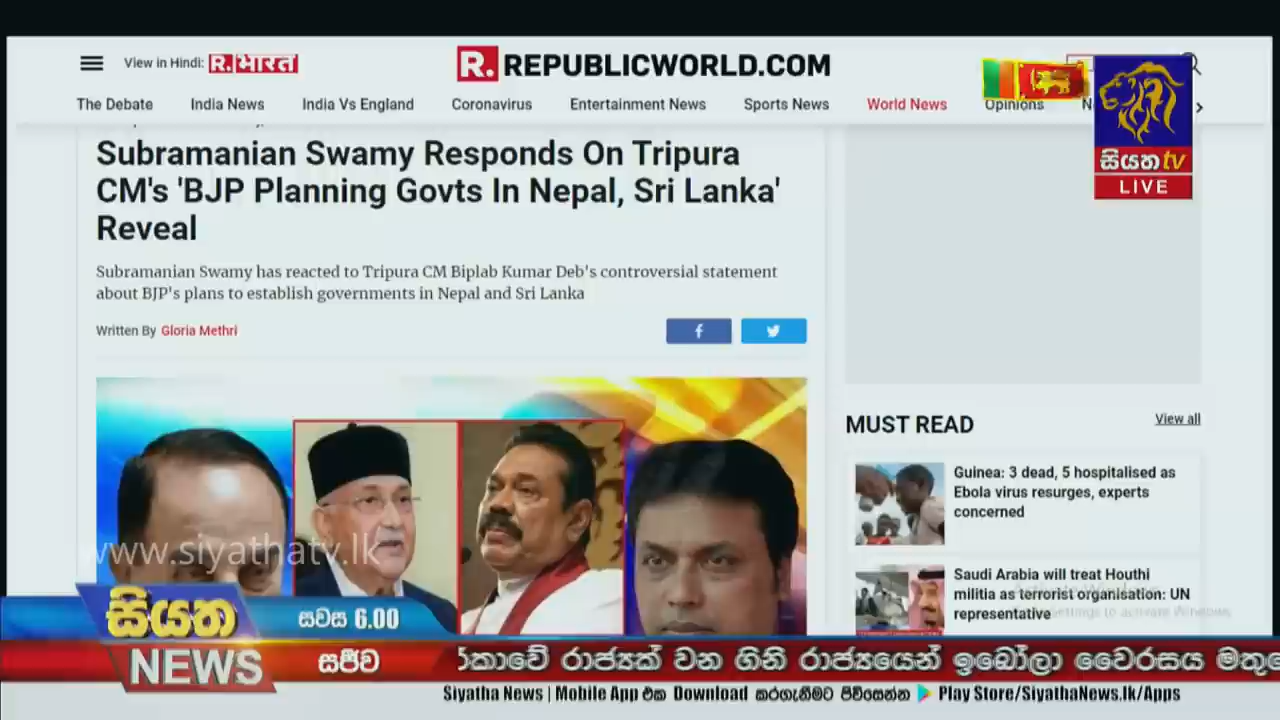 View in Hindi: R.भारत
R. REPUBLICWORLD.COM
The Debate India News India Vs England Coronavirus Entertainment News Sports News World News Opinions
සියත tv
LIVE
Subramanian Swamy Responds On Tripura
CM's 'BJP Planning Govts In Nepal, Sri Lanka'
Reveal
Subramanian Swamy has reacted to Tripura CM Biplab Kumar Deb's controversial statement
about BJP's plans to establish governments in Nepal and Sri Lanka
Written By Gloria Methri
MUST READ
View all
Guinea: 3 dead, 5 hospitalised as
Ebola virus resurges, experts
concerned
Saudi Arabia will treat Houthi
militia as terrorist organisation: UN
representative
www.siyathatv.lk
සියත
NEWS
සවස 6.00
සජීව
රිකාවේ රාජ්‍යක් වන ගිනි රාජ්‍යයෙන් ඉබෝලා වෛරසය මතු
Siyatha News | Mobile App එක Download කරගැනීමට පිවිසෙන්න Play Store/SiyathaNews.lk/Apps